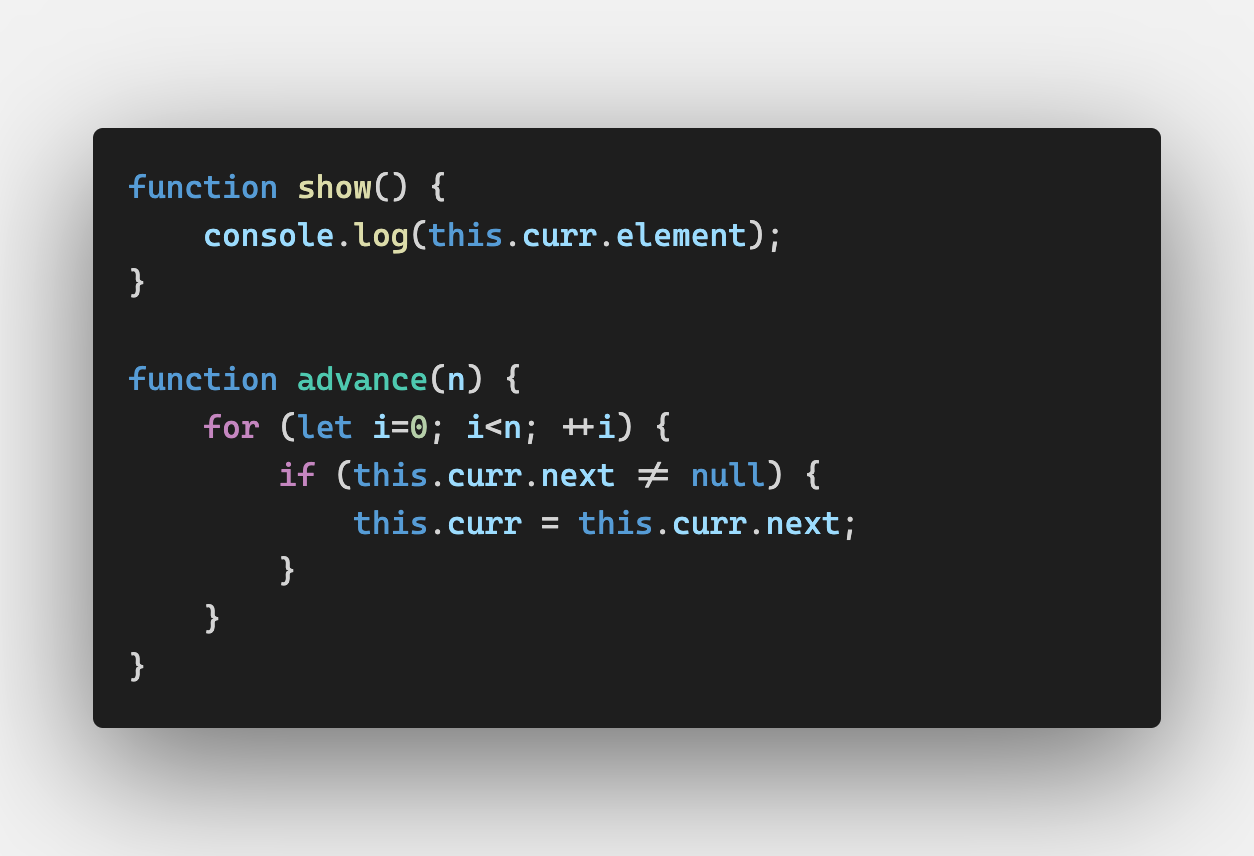 function show() {
    console.log(this.curr.element);
}

function advance(n) {
    for (let i=0; i<n; ++i) {
        if (this.curr.next != null) {
            this.curr = this.curr.next;
        }
    }
}